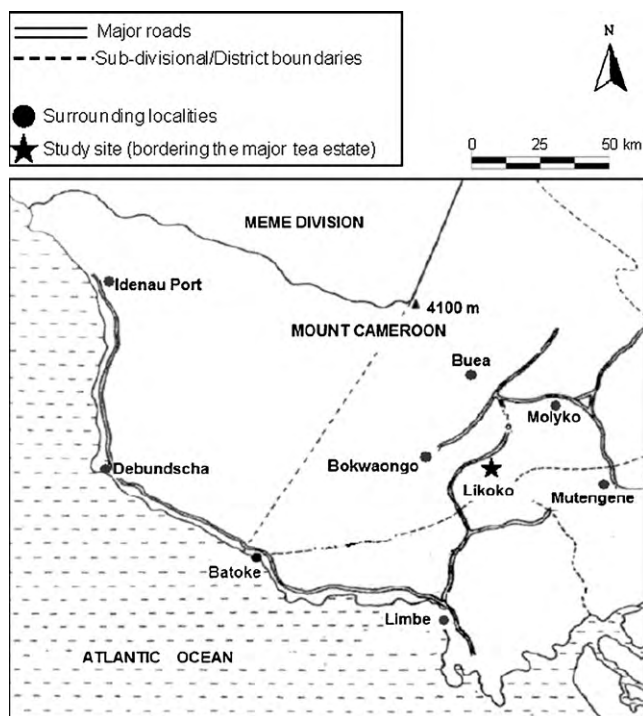 Major roads
Sub-divisional/District boundaries
Surrounding localities
Study site (bordering the major tea estate)
N
0 25 50 km
MEME DIVISION
Idenau Port
4100 m
MOUNT CAMEROON
Buea
Molyko
Bokwaongo
Debundscha
Likoko
Mutengene
Batoke
Limbe
ATLANTIC OCEAN